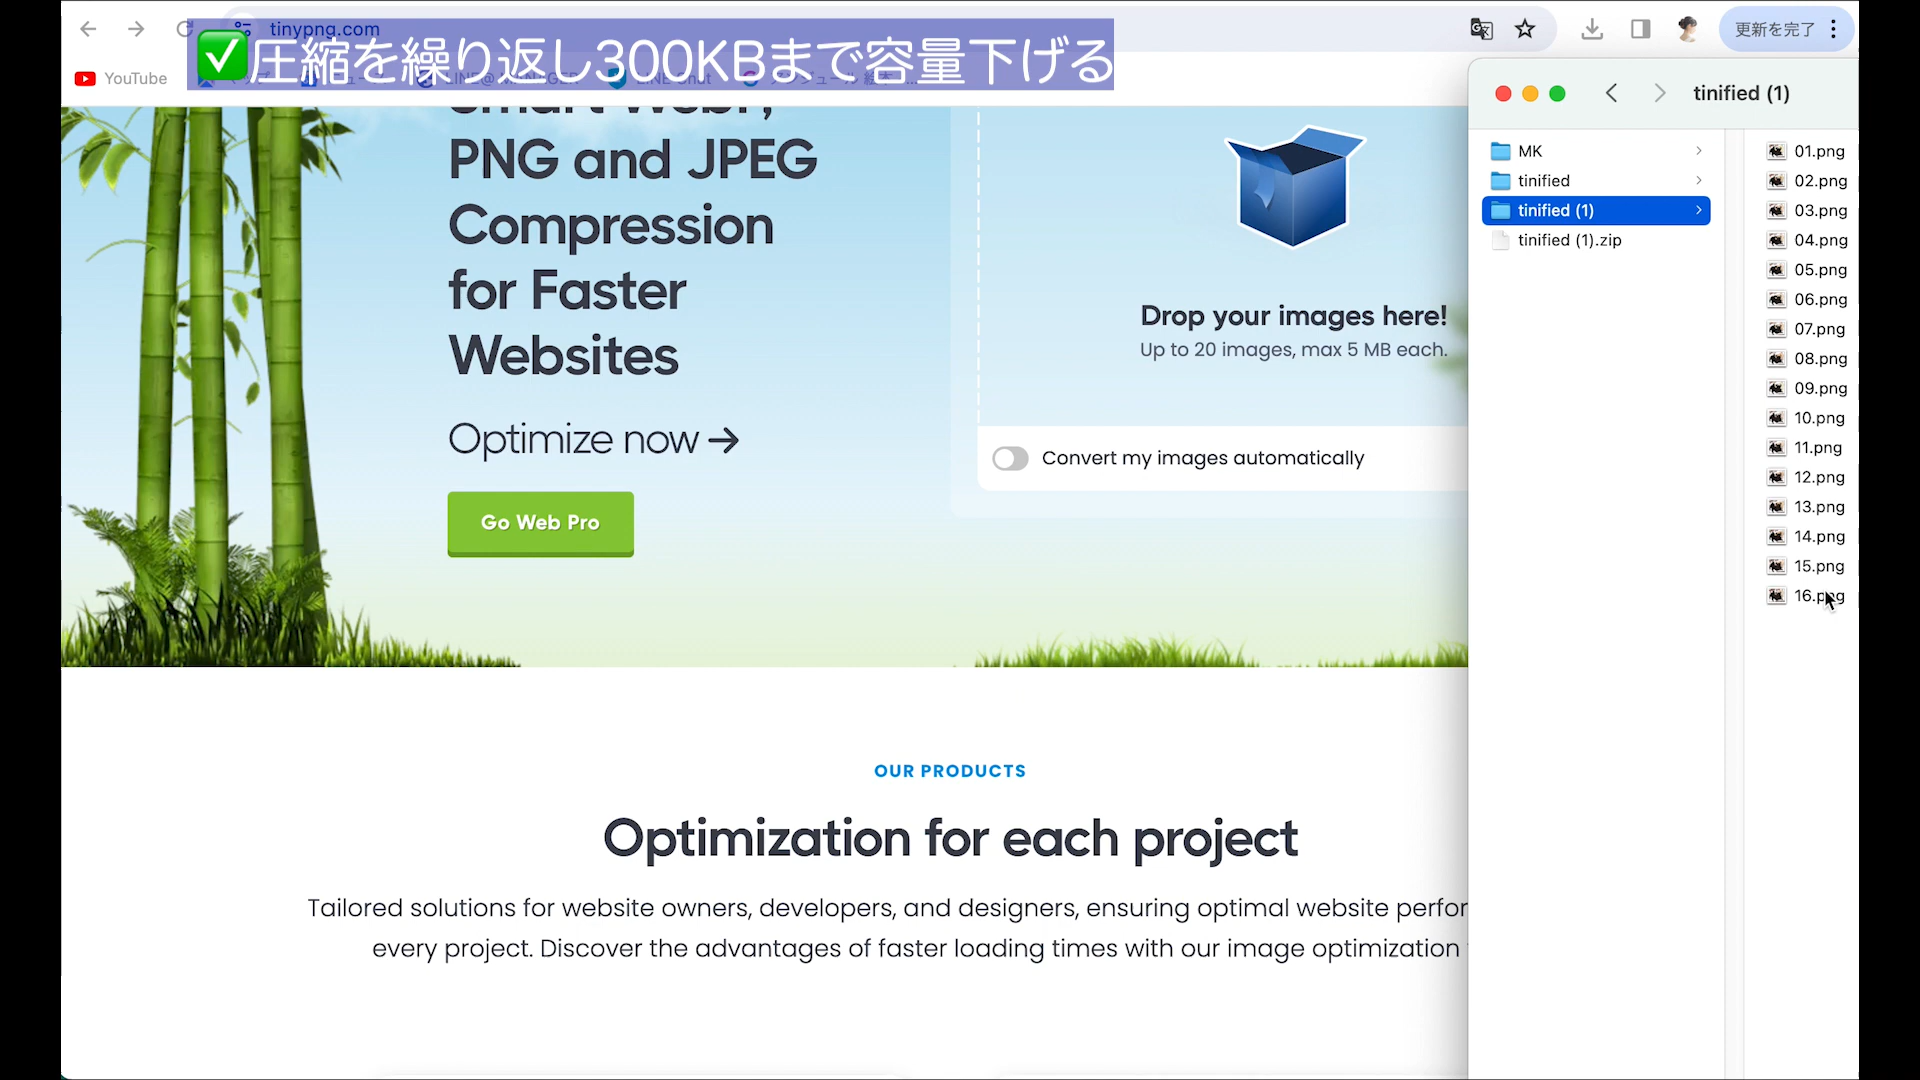 tinypng.com
✅圧縮を繰り返し300KBまで容量下げる
更新を完了
YouTube
PNG and JPEG
Compression
for Faster
Websites
Optimize now →
Go Web Pro
Drop your images here!
Up to 20 images, max 5 MB each.
Convert my images automatically
OUR PRODUCTS
Optimization for each project
Tailored solutions for website owners, developers, and designers, ensuring optimal website perfor
every project. Discover the advantages of faster loading times with our image optimization
tinified (1)
MK
tinified
tinified (1)
tinified (1).zip
01.png
02.png
03.png
04.png
05.png
06.png
07.png
08.png
09.png
10.png
11.png
12.png
13.png
14.png
15.png
16.png